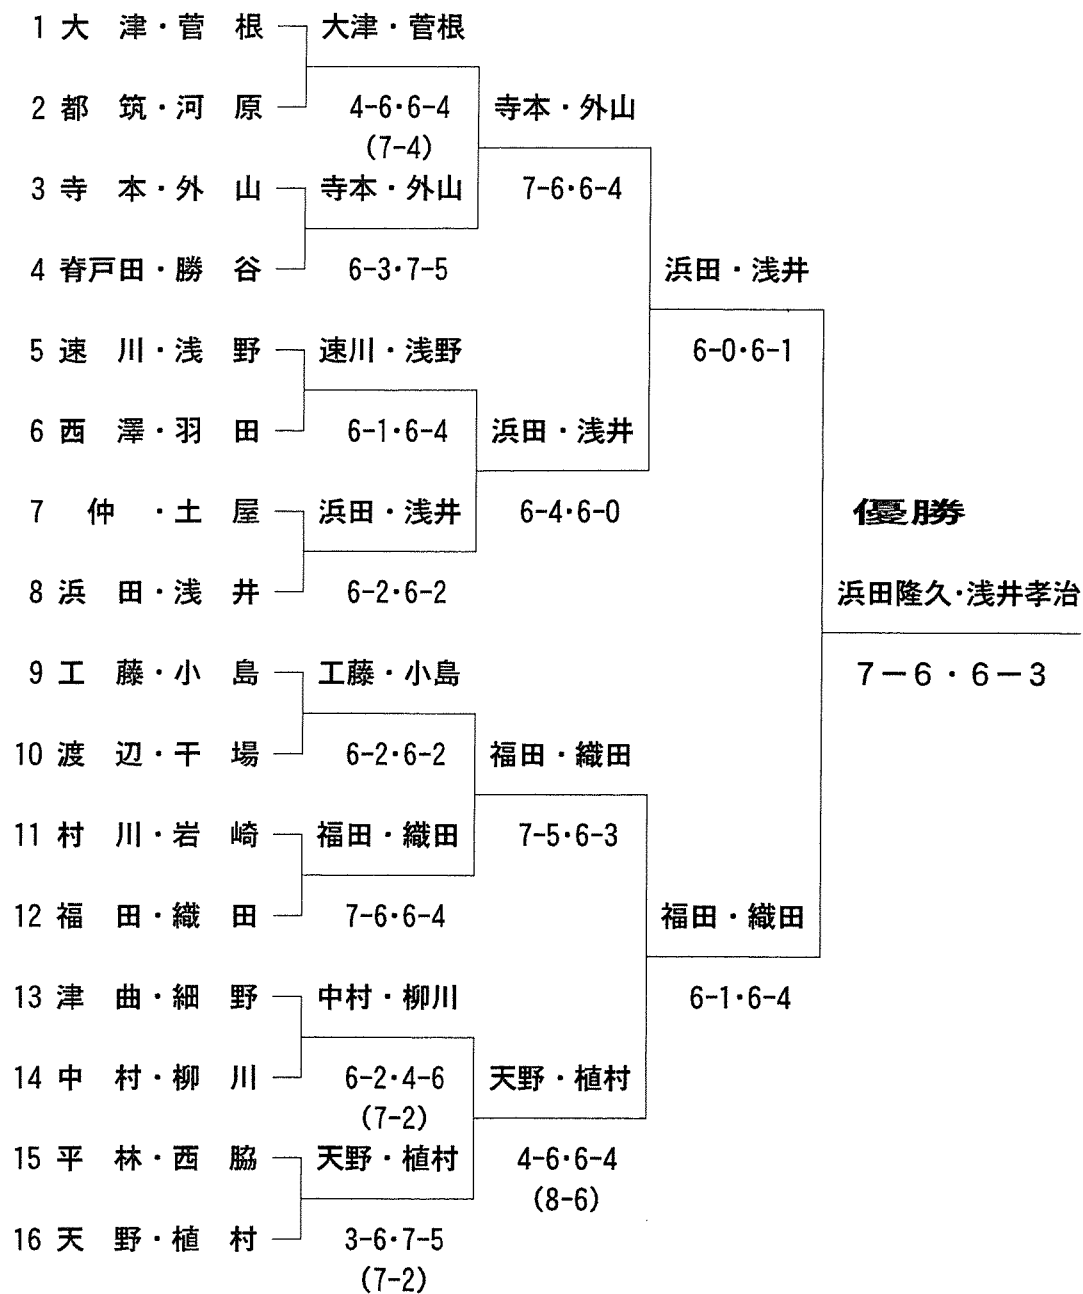 1 大 津・菅 根 大津・菅根
2 都 筑・河 原 4-6・6-4 寺本・外山
(7-4)
3 寺 本・外 山 寺本・外山 7-6・6-4
4 脊戸田・勝 谷 6-3・7-5 浜田・浅井
5 速 川・浅 野 速川・浅野 6-0・6-1
6 西 澤・羽 田 6-1・6-4 浜田・浅井
7 仲 ・土 屋 浜田・浅井 6-4・6-0 優勝
8 浜 田・浅 井 6-2・6-2 浜田隆久・浅井孝治
9 工 藤・小 島 工藤・小島 7－6・6－3
10 渡 辺・干 場 6-2・6-2 福田・織田
11 村 川・岩 崎 福田・織田 7-5・6-3
12 福 田・織 田 7-6・6-4 福田・織田
13 津 曲・細 野 中村・柳川 6-1・6-4
14 中 村・柳 川 6-2・4-6 天野・植村
(7-2)
15 平 林・西 脇 天野・植村 4-6・6-4
(8-6)
16 天 野・植 村 3-6・7-5
(7-2)